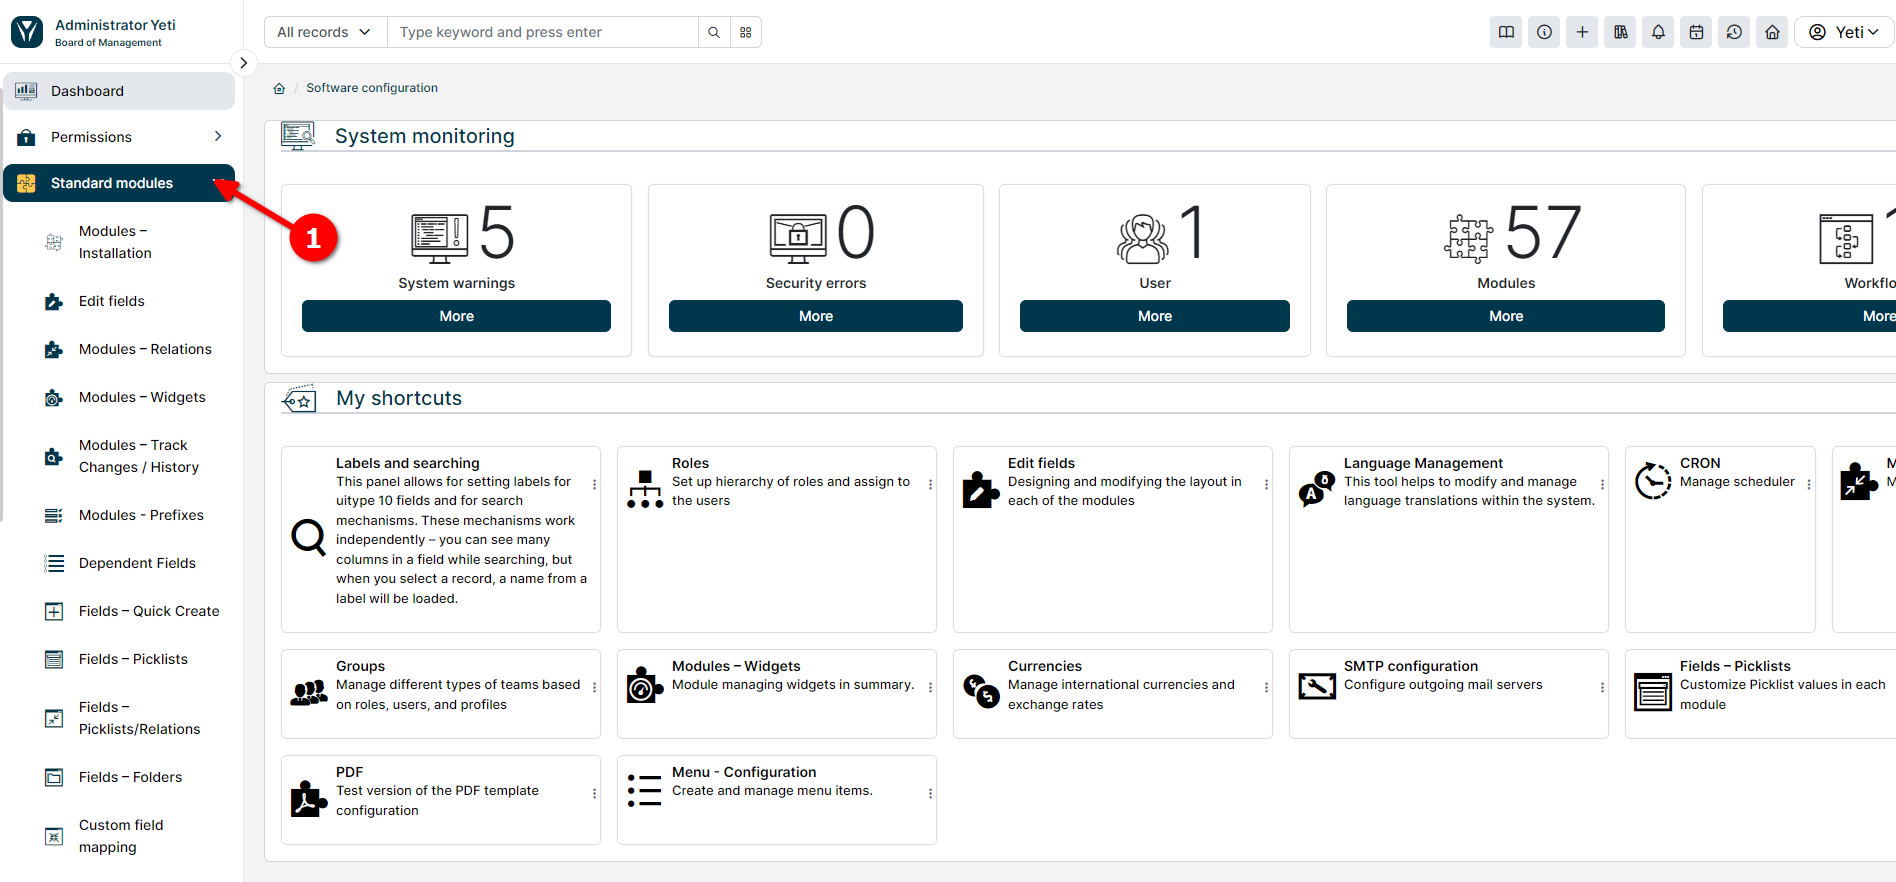 Administrator Yeti
Board of Management
All records
Type keyword and press enter
Yeti
Dashboard
Permissions
Standard modules
Modules – Installation
Edit fields
Modules – Relations
Modules – Widgets
Modules – Track
Changes / History
Modules - Prefixes
Dependent Fields
Fields – Quick Create
Fields – Picklists
Fields –
Picklists/Relations
Fields – Folders
Custom field
mapping
1
Software configuration
System monitoring
5
System warnings
More
0
Security errors
More
1
User
More
57
Modules
More
1
Workflo
More
My shortcuts
Labels and searching
This panel allows for setting labels for
uitype 10 fields and for search
mechanisms. These mechanisms work
independently – you can see many
columns in a field while searching, but
when you select a record, a name from a
label will be loaded.
Roles
Set up hierarchy of roles and assign to
the users
Edit fields
Designing and modifying the layout in
each of the modules
Language Management
This tool helps to modify and manage
language translations within the system.
CRON
Manage scheduler
M
M
Groups
Manage different types of teams based
on roles, users, and profiles
Modules – Widgets
Module managing widgets in summary.
Currencies
Manage international currencies and
exchange rates
SMTP configuration
Configure outgoing mail servers
Fields – Picklists
Customize Picklist values in each
module
PDF
Test version of the PDF template
configuration
Menu - Configuration
Create and manage menu items.